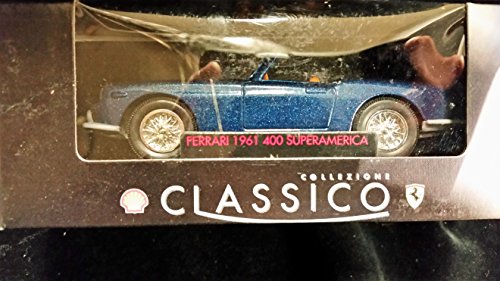 FERRARI 1961 400 SUPERAMERICA
COLLEZIONE
CLASSICO